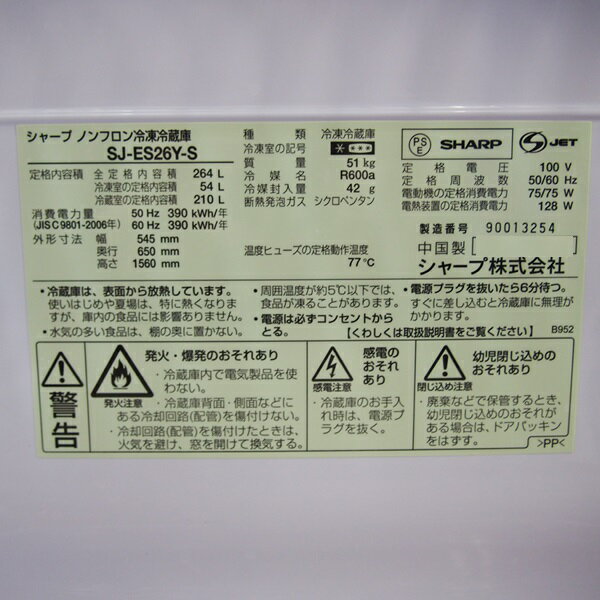 シャープ ノンフロン冷凍冷蔵庫
SJ-ES26Y-S
定格内容積 全定格内容積 264 L
冷凍室の定格内容積 54 L
冷蔵室の定格内容積 210 L
消費電力量 50 Hz 390 kWh/年
(JIS C 9801-2006年) 60 Hz 390 kWh/年
外形寸法 幅 545 mm
奥行 650 mm
高さ 1560 mm
種類 冷凍冷蔵庫
冷凍室の記号 * ***
質量 51 kg
冷媒名 R600a
冷媒封入量 42 g
断熱発泡ガス シクロペンタン
温度ヒューズの定格動作温度
77℃
PSE SHARP S JET
定格電圧 100 V
定格周波数 50/60 Hz
電動機の定格消費電力 75/75 W
電熱装置の定格消費電力 128 W
製造番号 90013254
中国製
シャープ株式会社
・冷蔵庫は、表面から放熱しています。
使いはじめや夏場は、特に熱くなりますが、庫内の食品には影響ありません。
・水気の多い食品は、棚の奥に置かない。
・周囲温度が約5℃以下では、
食品が凍ることがあります。
・電源は必ずコンセントから
とる。
・電源プラグを抜いたら6分待つ。
すぐに差し込むと冷蔵庫に無理が
かかります。
【くわしくは取扱説明書をご覧ください】 B952
警告
発火・爆発のおそれあり
発火注意
・冷蔵庫内で電気製品を使
わない。
・冷蔵庫背面・側面などに
ある冷却回路(配管)を傷付けない。
・冷却回路(配管)を傷付けたときは、
火気を避け、窓を開けて換気する。
感電の
おそれ
あり
感電注意
・冷蔵庫のお手入
れ時は、電源プ
ラグを抜く。
幼児閉じ込めの
おそれあり
閉じ込め注意
・廃棄などで保管するとき、
幼児閉じ込めのおそれが
ある場合は、ドアパッキン
をはずす。
>PP<